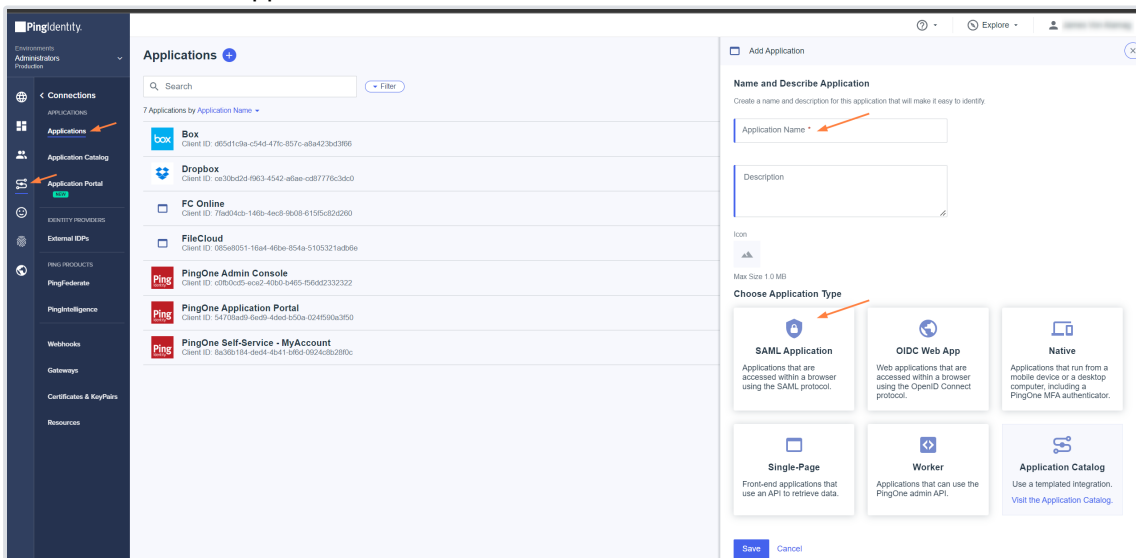 PingIdentity.
Explore
Environments
Administrators
Production
Connections
APPLICATIONS
Applications
Application Catalog
Application Portal
NEW
IDENTITY PROVIDERS
External IDPs
PING PRODUCTS
PingFederate
PingIntelligence
Webhooks
Gateways
Certificates & KeyPairs
Resources
Applications
Search
Filter
7 Applications by Application Name
box
Box
Client ID: d65d1c9a-c54d-47fc-857c-a8a423bd3f66
Dropbox
Client ID: ce30bd2d-f963-4542-a6ae-cd87776c3dc0
FC Online
Client ID: 7fad04cb-146b-4ec8-9b08-615f5c82d260
FileCloud
Client ID: 085e8051-16a4-46be-854a-5105321adb6e
Ping
PingOne Admin Console
Client ID: c0fb0cd5-ece2-40b0-b465-f56dd2332322
Ping
PingOne Application Portal
Client ID: 54708ad9-6ed9-4ded-b50a-024f590a3f50
Ping
PingOne Self-Service - MyAccount
Client ID: 8a36b184-ded4-4b41-bf6d-0924c8b28f0c
Add Application
Name and Describe Application
Create a name and description for this application that will make it easy to identify.
Application Name *
Description
Icon
Max Size 1.0 MB
Choose Application Type
SAML Application
Applications that are
accessed within a browser
using the SAML protocol.
OIDC Web App
Web applications that are
accessed within a browser
using the OpenID Connect
protocol.
Native
Applications that run from a
mobile device or a desktop
computer, including a
PingOne MFA authenticator.
Single-Page
Front-end applications that
use an API to retrieve data.
Worker
Applications that can use the
PingOne admin API.
Application Catalog
Use a templated integration.
Visit the Application Catalog.
Save
Cancel